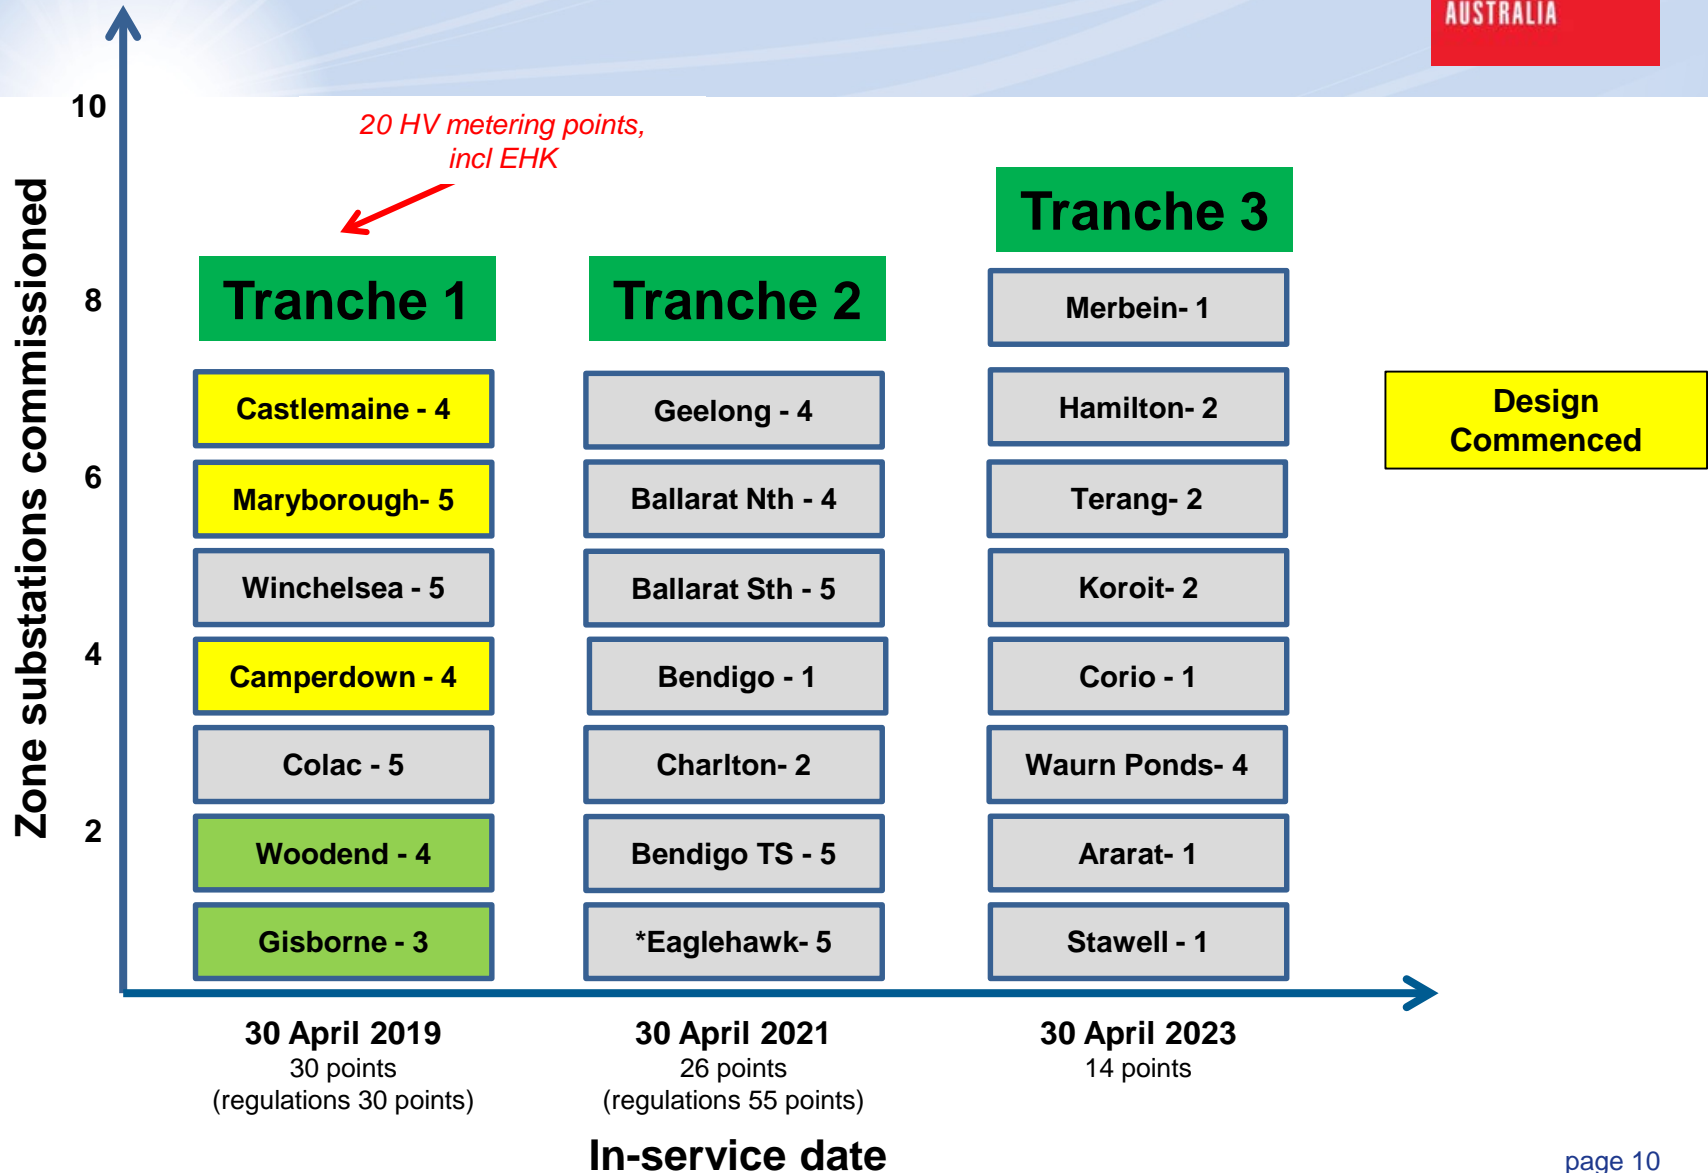 AUSTRALIA
20 HV metering points,
incl EHK
Zone substations commissioned
10
8
6
4
2
Tranche 1
Castlemaine - 4
Maryborough- 5
Winchelsea - 5
Camperdown - 4
Colac - 5
Woodend - 4
Gisborne - 3
Tranche 2
Geelong - 4
Ballarat Nth - 4
Ballarat Sth - 5
Bendigo - 1
Charlton- 2
Bendigo TS - 5
*Eaglehawk- 5
Tranche 3
Merbein- 1
Hamilton- 2
Terang- 2
Koroit- 2
Corio - 1
Waurn Ponds- 4
Ararat- 1
Stawell - 1
Design
Commenced
30 April 2019
30 points
(regulations 30 points)
30 April 2021
26 points
(regulations 55 points)
30 April 2023
14 points
In-service date
page 10